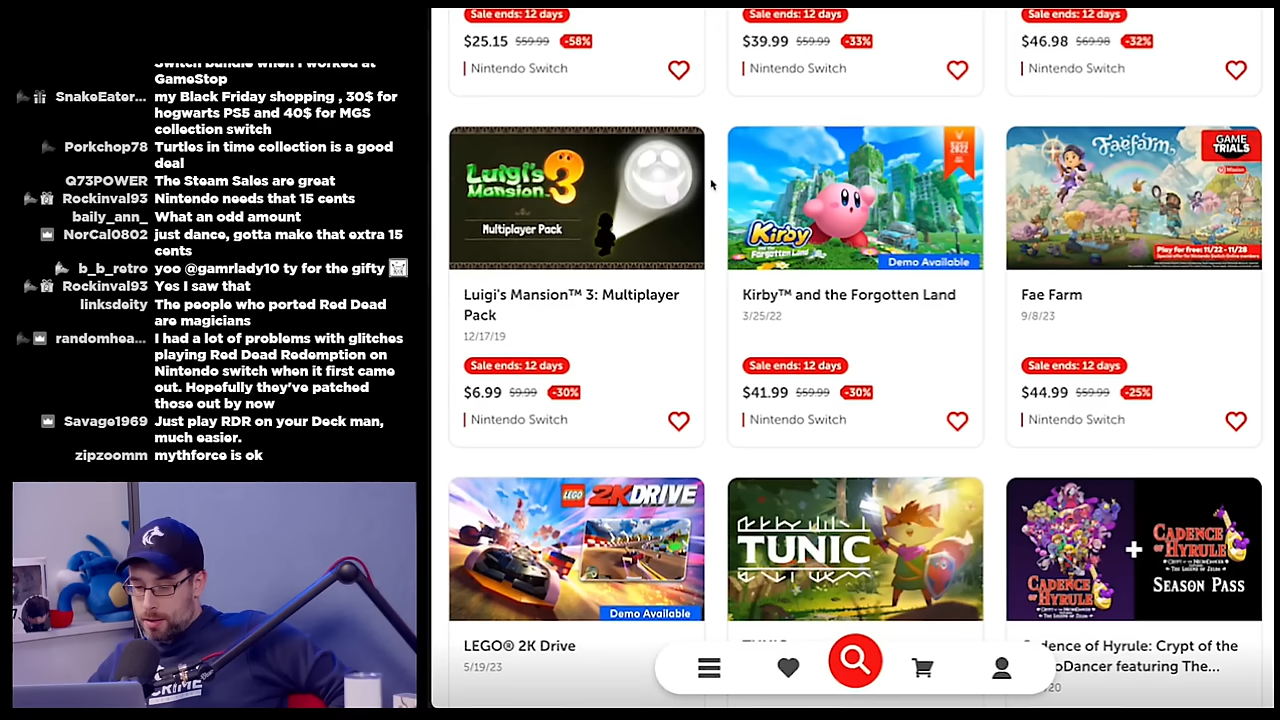 Switch bundle when I worked at
GameStop
SnakeEater... my Black Friday shopping , 30$ for
hogwarts PS5 and 40$ for MGS
collection switch
Porkchop78 Turtles in time collection is a good
deal
Q73POWER The Steam Sales are great
Rockinval93 Nintendo needs that 15 cents
baily_ann_ What an odd amount
NorCal0802 just dance, gotta make that extra 15
cents
b_b_retro yoo @gamrlady10 ty for the gifty
Rockinval93 Yes I saw that
linksdeity The people who ported Red Dead
are magicians
randomhea... I had a lot of problems with glitches
playing Red Dead Redemption on
Nintendo switch when it first came
out. Hopefully they've patched
those out by now
Savage1969 Just play RDR on your Deck man,
much easier.
zipzoomm mythforce is ok
Sale ends: 12 days
$25.15 $59.99 -58%
Nintendo Switch
Sale ends: 12 days
$39.99 $59.99 -33%
Nintendo Switch
Sale ends: 12 days
$46.98 $69.98 -32%
Nintendo Switch
LUIGI'S
MANSION 3
Multiplayer Pack
Luigi's Mansion™ 3: Multiplayer
Pack
12/17/19
Sale ends: 12 days
$6.99 $9.99 -30%
Nintendo Switch
2022
Kirby
AND THE
FORGOTTEN LAND
Demo Available
Kirby™ and the Forgotten Land
3/25/22
Sale ends: 12 days
$41.99 $59.99 -30%
Nintendo Switch
Faefarm
GAME
TRIALS
Play for free: 11/22 - 11/28
Fae Farm
9/8/23
Sale ends: 12 days
$44.99 $59.99 -25%
Nintendo Switch
LEGO 2K DRIVE
Demo Available
LEGO® 2K Drive
5/19/23
TUNIC
CADENCE
OF HYRULE
+
CADENCE
OF HYRULE
SEASON PASS
Cadence of Hyrule: Crypt of the
oDancer featuring The...
20